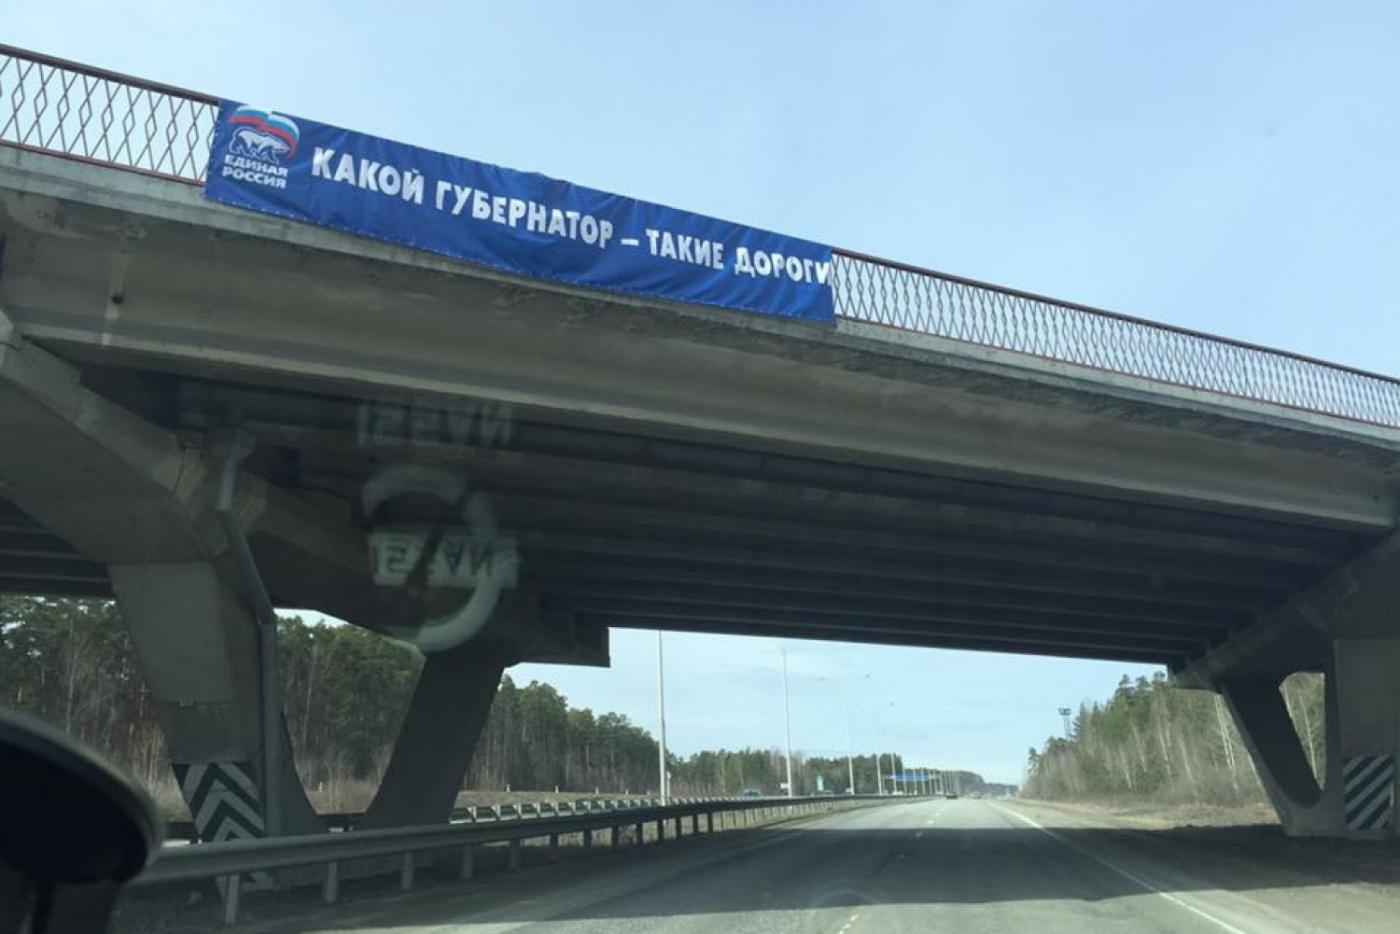 ЕДИНАЯ
РОССИЯ
КАКОЙ ГУБЕРНАТОР – ТАКИЕ ДОРОГИ